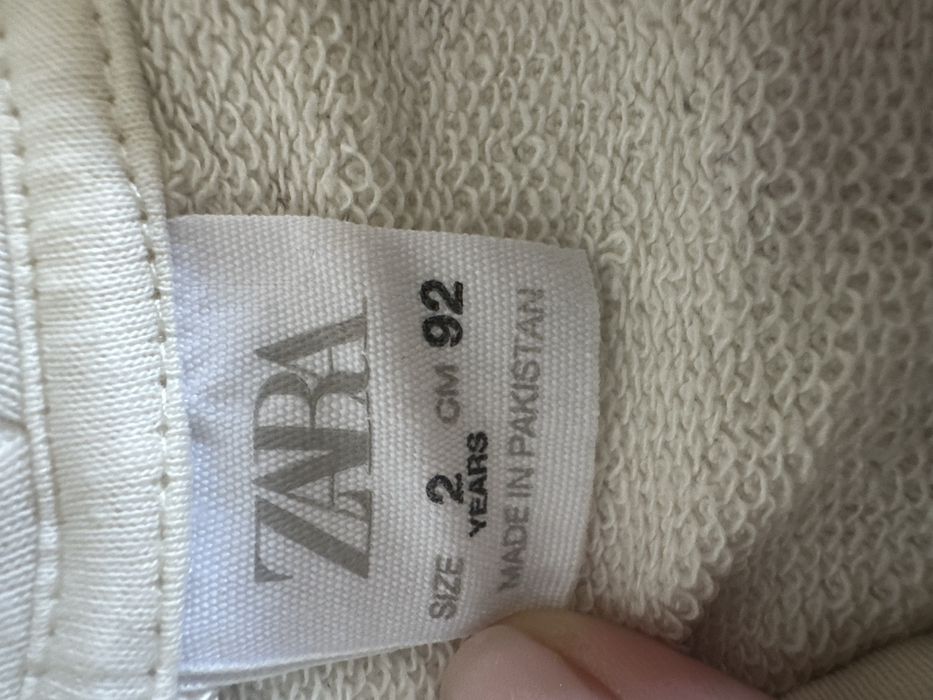 ZARA
SIZE 2 YEARS CM 92
MADE IN PAKISTAN